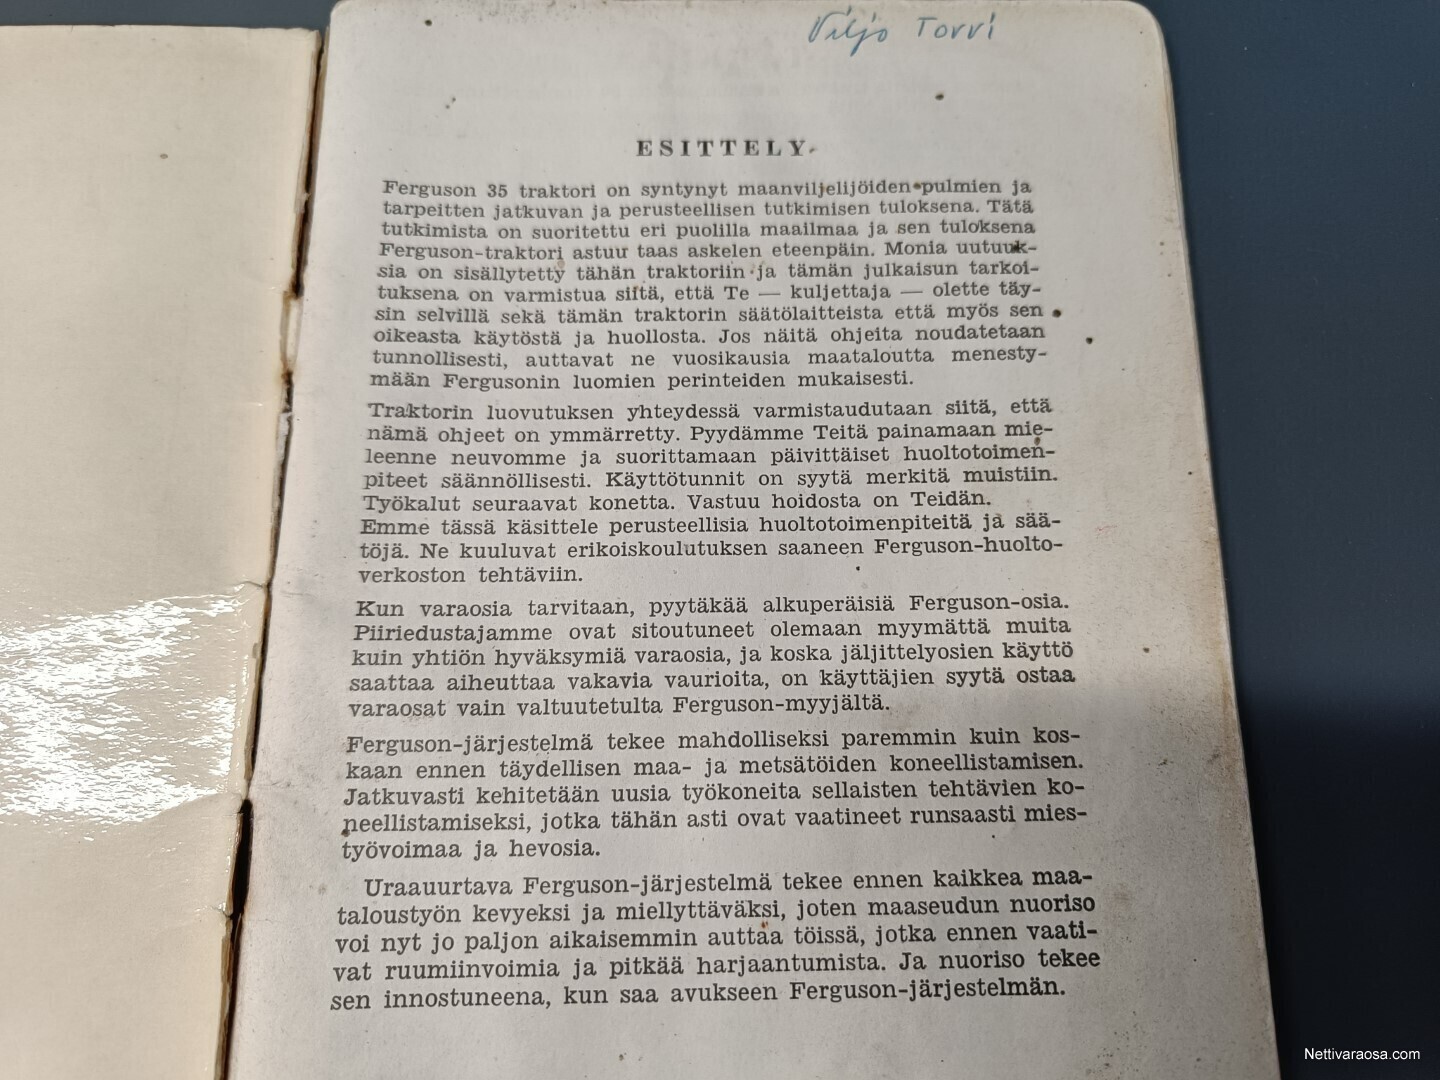 Viljo Torvi
ESITTELY
Ferguson 35 traktori on syntynyt maanviljelijöiden pulmien ja
tarpeitten jatkuvan ja perusteellisen tutkimisen tuloksena. Tätä
tutkimista on suoritettu eri puolilla maailmaa ja sen tuloksena
Ferguson-traktori astuu taas askelen eteenpäin. Monia uutuuk-
sia on sisällytetty tähän traktoriin ja tämän julkaisun tarkoi-
tuksena on varmistua siitä, että Te — kuljettaja — olette täy-
sin selvillä sekä tämän traktorin säätölaitteista että myös sen
oikeasta käytöstä ja huollosta. Jos näitä ohjeita noudatetaan
tunnollisesti, auttavat ne vuosikausia maataloutta menesty-
mään Fergusonin luomien perinteiden mukaisesti.
Traktorin luovutuksen yhteydessä varmistaudutaan siitä, että
nämä ohjeet on ymmärretty. Pyydämme Teitä painamaan mie-
leenne neuvomme ja suorittamaan päivittäiset huoltotoimen-
piteet säännöllisesti. Käyttötunnit on syytä merkitä muistiin.
Työkalut seuraavat konetta. Vastuu hoidosta on Teidän.
Emme tässä käsittele perusteellisia huoltotoimenpiteitä ja sää-
töjä. Ne kuuluvat erikoiskoulutuksen saaneen Ferguson-huolto-
verkoston tehtäviin.
Kun varaosia tarvitaan, pyytäkää alkuperäisiä Ferguson-osia.
Piiriedustajamme ovat sitoutuneet olemaan myymättä muita
kuin yhtiön hyväksymiä varaosia, ja koska jäljittelyosien käyttö
saattaa aiheuttaa vakavia vaurioita, on käyttäjien syytä ostaa
varaosat vain valtuutetulta Ferguson-myyjältä.
Ferguson-järjestelmä tekee mahdolliseksi paremmin kuin kos-
kaan ennen täydellisen maa- ja metsätöiden koneellistamisen.
Jatkuvasti kehitetään uusia työkoneita sellaisten tehtävien ko-
neellistamiseksi, jotka tähän asti ovat vaatineet runsaasti mies-
työvoimaa ja hevosia.
Uraauurtava Ferguson-järjestelmä tekee ennen kaikkea maa-
taloustyön kevyeksi ja miellyttäväksi, joten maaseudun nuoriso
voi nyt jo paljon aikaisemmin auttaa töissä, jotka ennen vaati-
vat ruumiinvoimia ja pitkää harjaantumista. Ja nuoriso tekee
sen innostuneena, kun saa avukseen Ferguson-järjestelmän.
Nettivaraosa.com